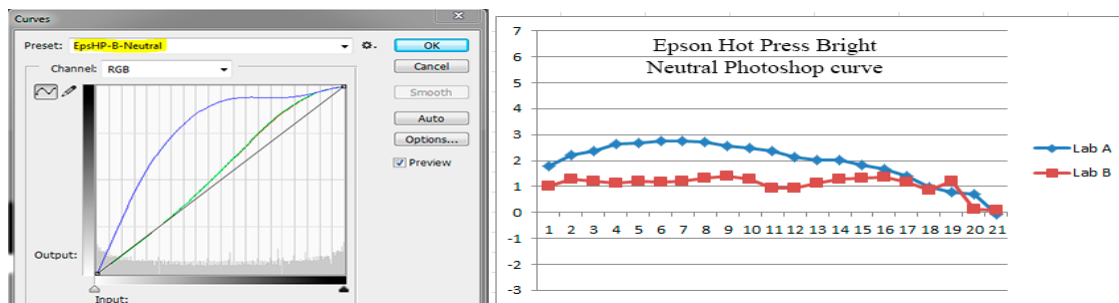 Curves
Preset: EpsHP-B-Neutral
OK
Channel: RGB
Cancel
Smooth
Auto
Options...
Preview
Output:
Input:
Epson Hot Press Bright
Neutral Photoshop curve
7
6
5
4
3
2
1
0
-1
-2
-3
1 2 3 4 5 6 7 8 9 10 11 12 13 14 15 16 17 18 19 20 21
Lab A
Lab B